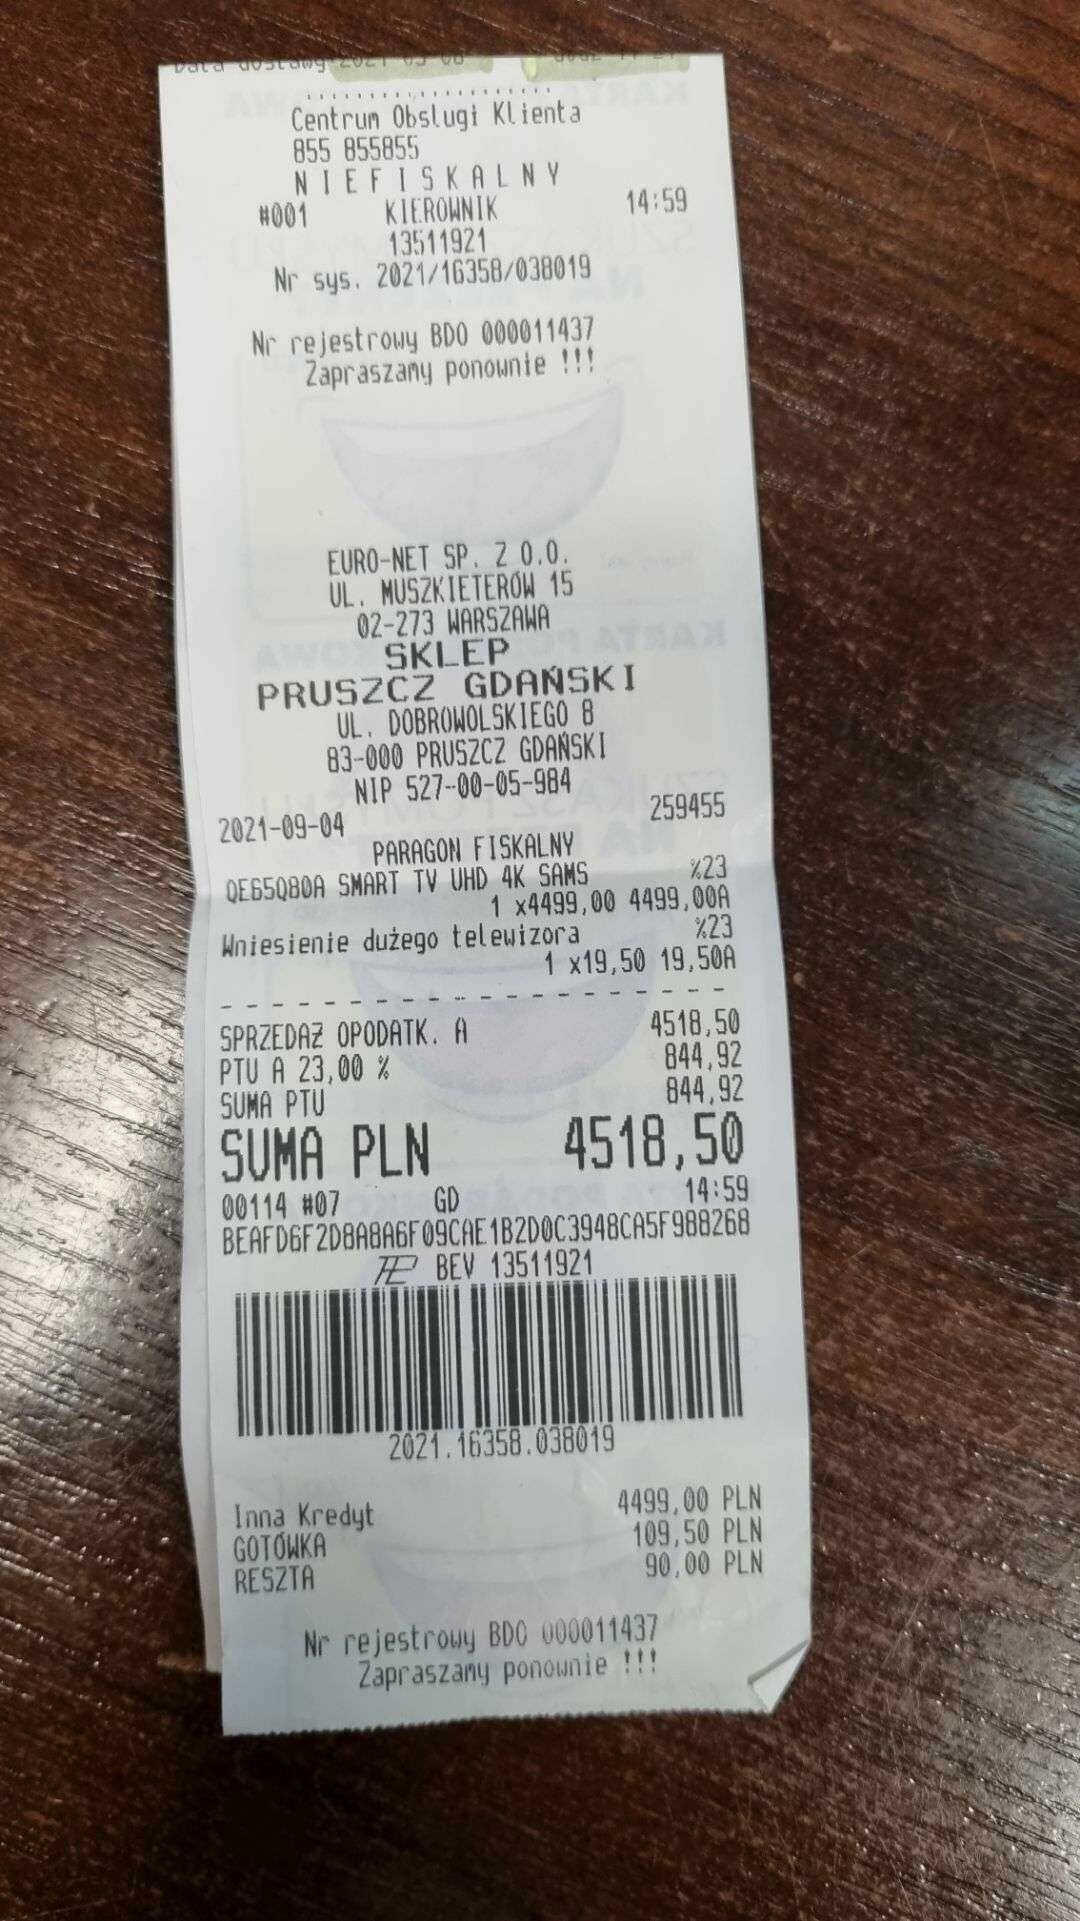 Centrum Obsługi Klienta
855 855855
NIEFISKALNY
#001 KIEROWNIK 14:59
13511921
Nr sys. 2021/16358/038019
Nr rejestrowy BDO 000011437
Zapraszamy ponownie !!!
EURO-NET SP. Z O.O.
UL. MUSZKIETERÓW 15
02-273 WARSZAWA
SKLEP
PRUSZCZ GDAŃSKI
UL. DOBROWOLSKIEGO 8
83-000 PRUSZCZ GDAŃSKI
NIP 527-00-05-984
2021-09-04 259455
PARAGON FISKALNY
QE65Q80A SMART TV UHD 4K SAMS %23
1 x4499,00 4499,00A
Wniesienie dużego telewizora %23
1 x19,50 19,50A
SPRZEDAŻ OPODATK. A 4518,50
PTU A 23,00 % 844,92
SUMA PTU 844,92
SUMA PLN 4518,50
00114 #07 GD 14:59
BEAFD6F2D8A8A6F09CAE1B2D0C3948CA5F988268
BEV 13511921
2021.16358.038019
Inna Kredyt 4499,00 PLN
GOTÓWKA 109,50 PLN
RESZTA 90,00 PLN
Nr rejestrowy BDO 000011437
Zapraszamy ponownie !!!